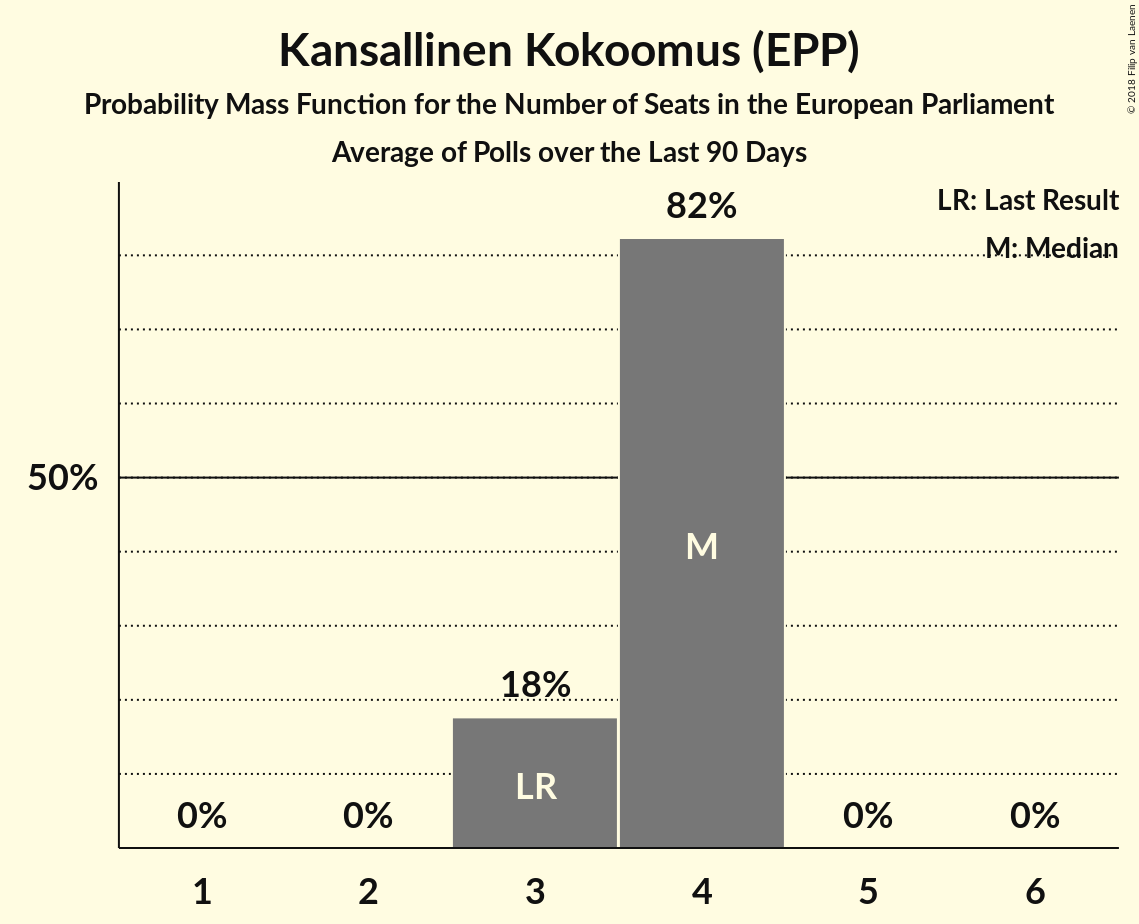 Kansallinen Kokoomus (EPP)
Probability Mass Function for the Number of Seats in the European Parliament
Average of Polls over the Last 90 Days
© 2018 Filip van Laenen
LR: Last Result
M: Median
82%
50%
M
18%
LR
0% 0% 0% 0%
1 2 3 4 5 6